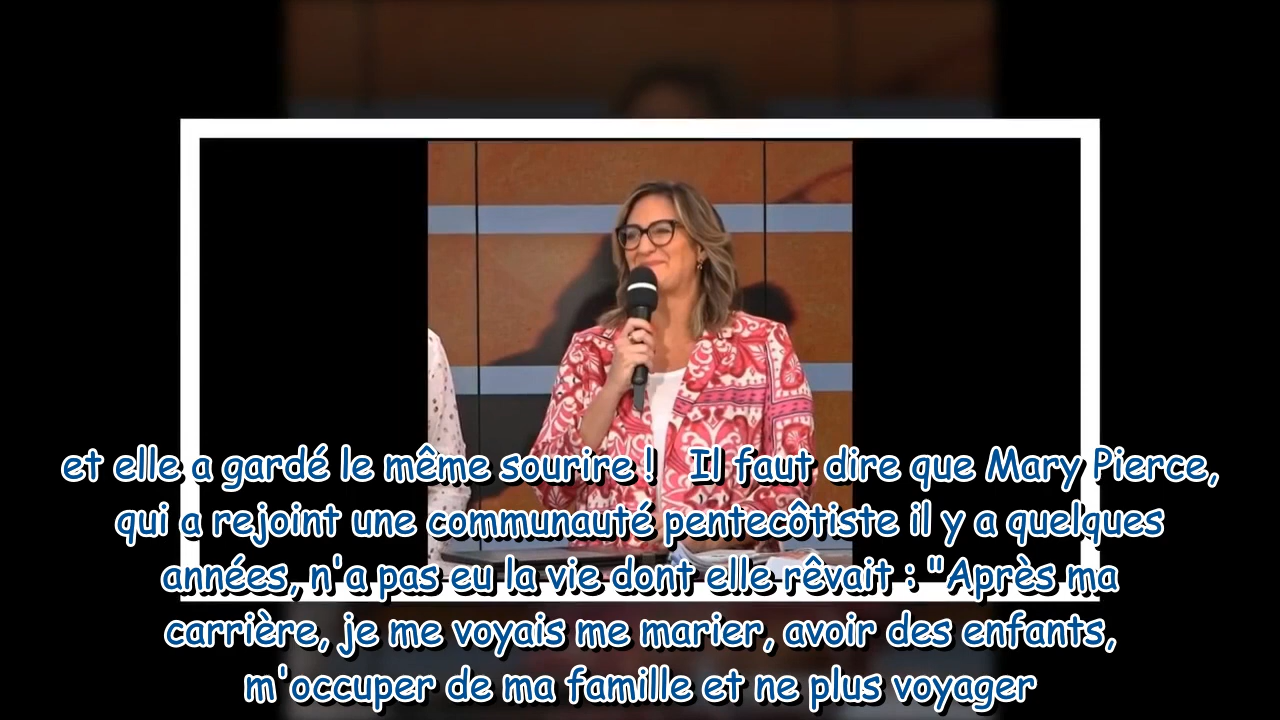 et elle a gardé le même sourire ! Il faut dire que Mary Pierce,
qui a rejoint une communauté pentecôtiste il y a quelques
années, n'a pas eu la vie dont elle rêvait : "Après ma
carrière, je me voyais me marier, avoir des enfants,
m'occuper de ma famille et ne plus voyager